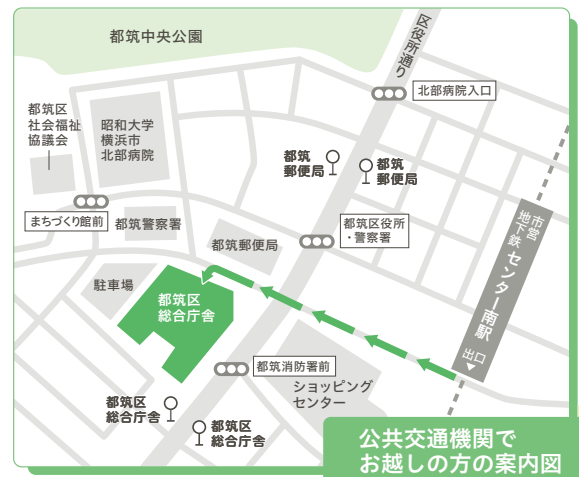 都筑中央公園
区役所通り
北部病院入口
都筑区
社会福祉
協議会
昭和大学
横浜市
北部病院
都筑
郵便局
都筑
郵便局
まちづくり館前
都筑警察署
都筑郵便局
都筑区役所
・警察署
市営
地下鉄
センター南駅
出口
駐車場
都筑区
総合庁舎
都筑消防署前
ショッピング
センター
都筑区
総合庁舎
都筑区
総合庁舎
公共交通機関で
お越しの方の案内図